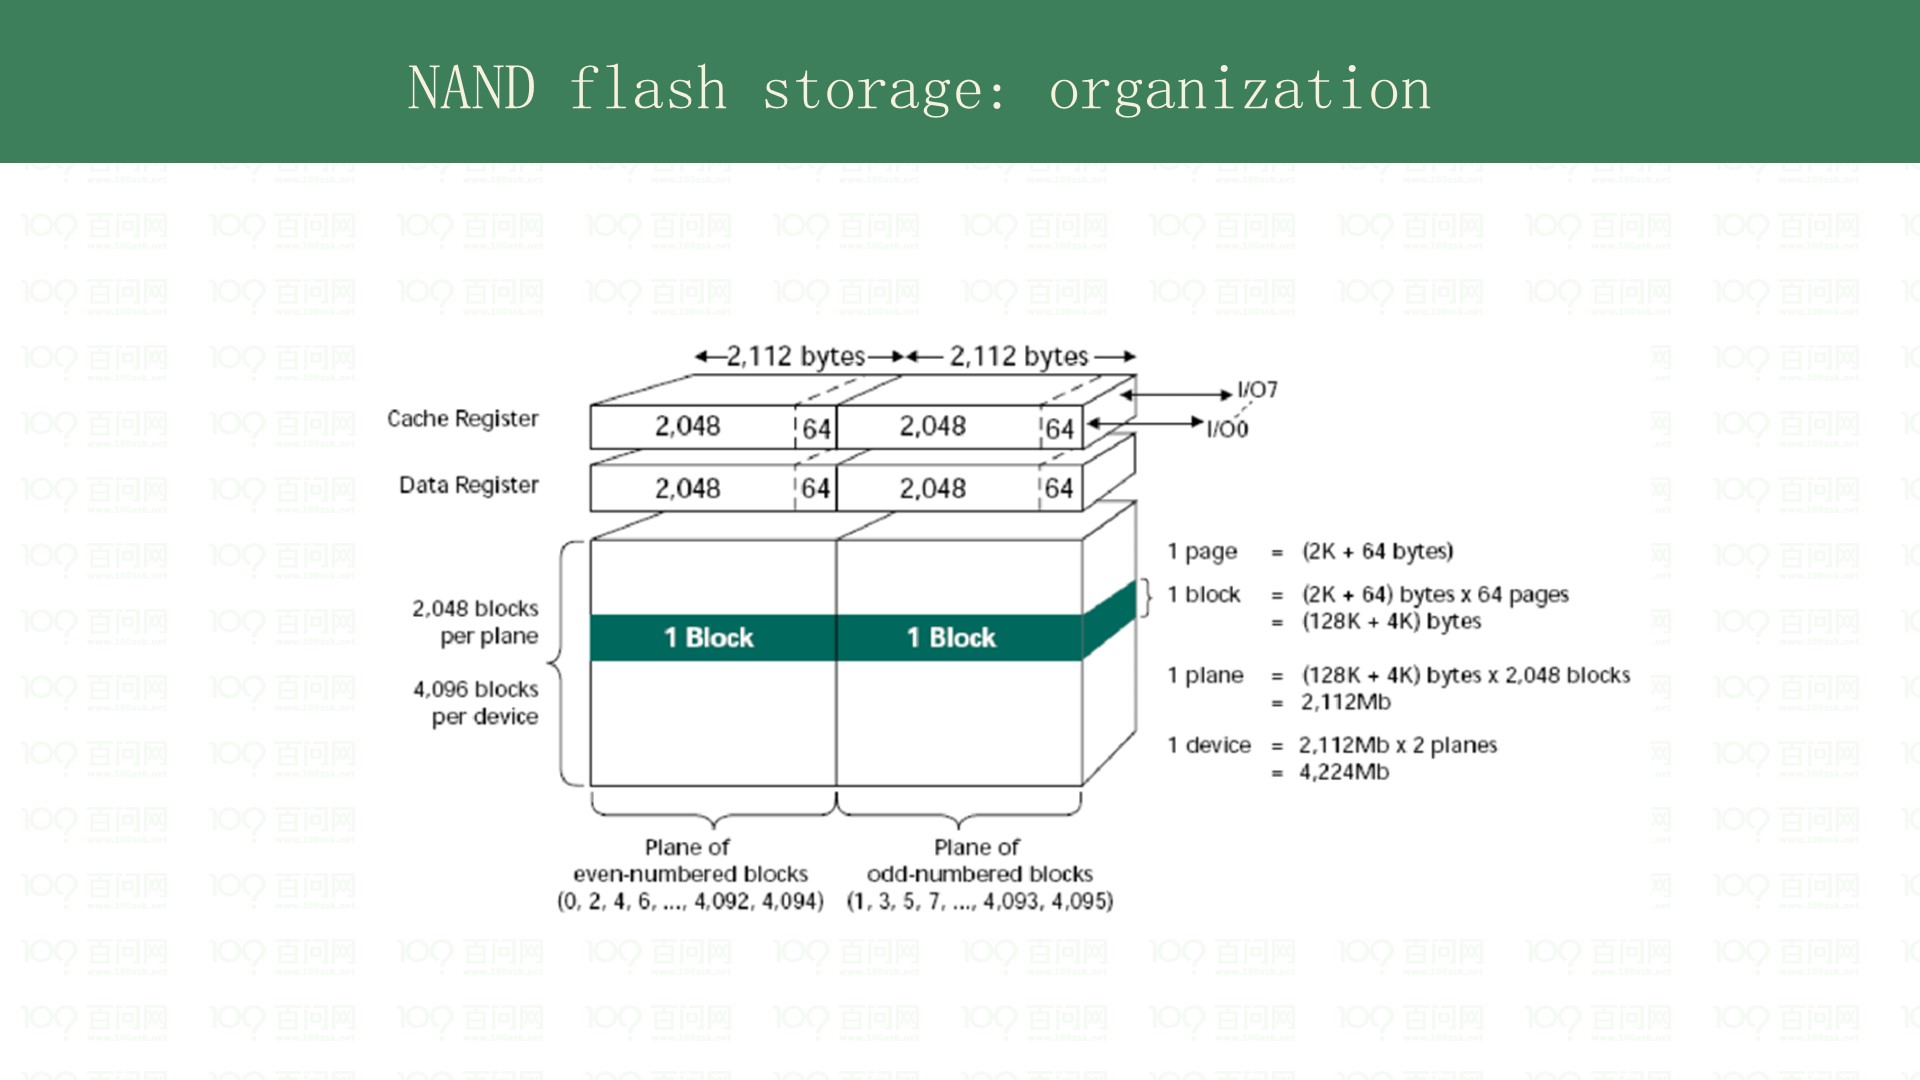 NAND flash storage: organization
2,112 bytes 2,112 bytes
I/O7
Cache Register 2,048 64 2,048 64
I/O0
Data Register 2,048 64 2,048 64
1 page = (2K + 64 bytes)
1 block = (2K + 64) bytes x 64 pages
= (128K + 4K) bytes
2,048 blocks
per plane
1 Block 1 Block
1 plane = (128K + 4K) bytes x 2,048 blocks
= 2,112Mb
4,096 blocks
per device
1 device = 2,112Mb x 2 planes
= 4,224Mb
Plane of
even-numbered blocks
(0, 2, 4, 6, ..., 4,092, 4,094)
Plane of
odd-numbered blocks
(1, 3, 5, 7, ..., 4,093, 4,095)
百问网